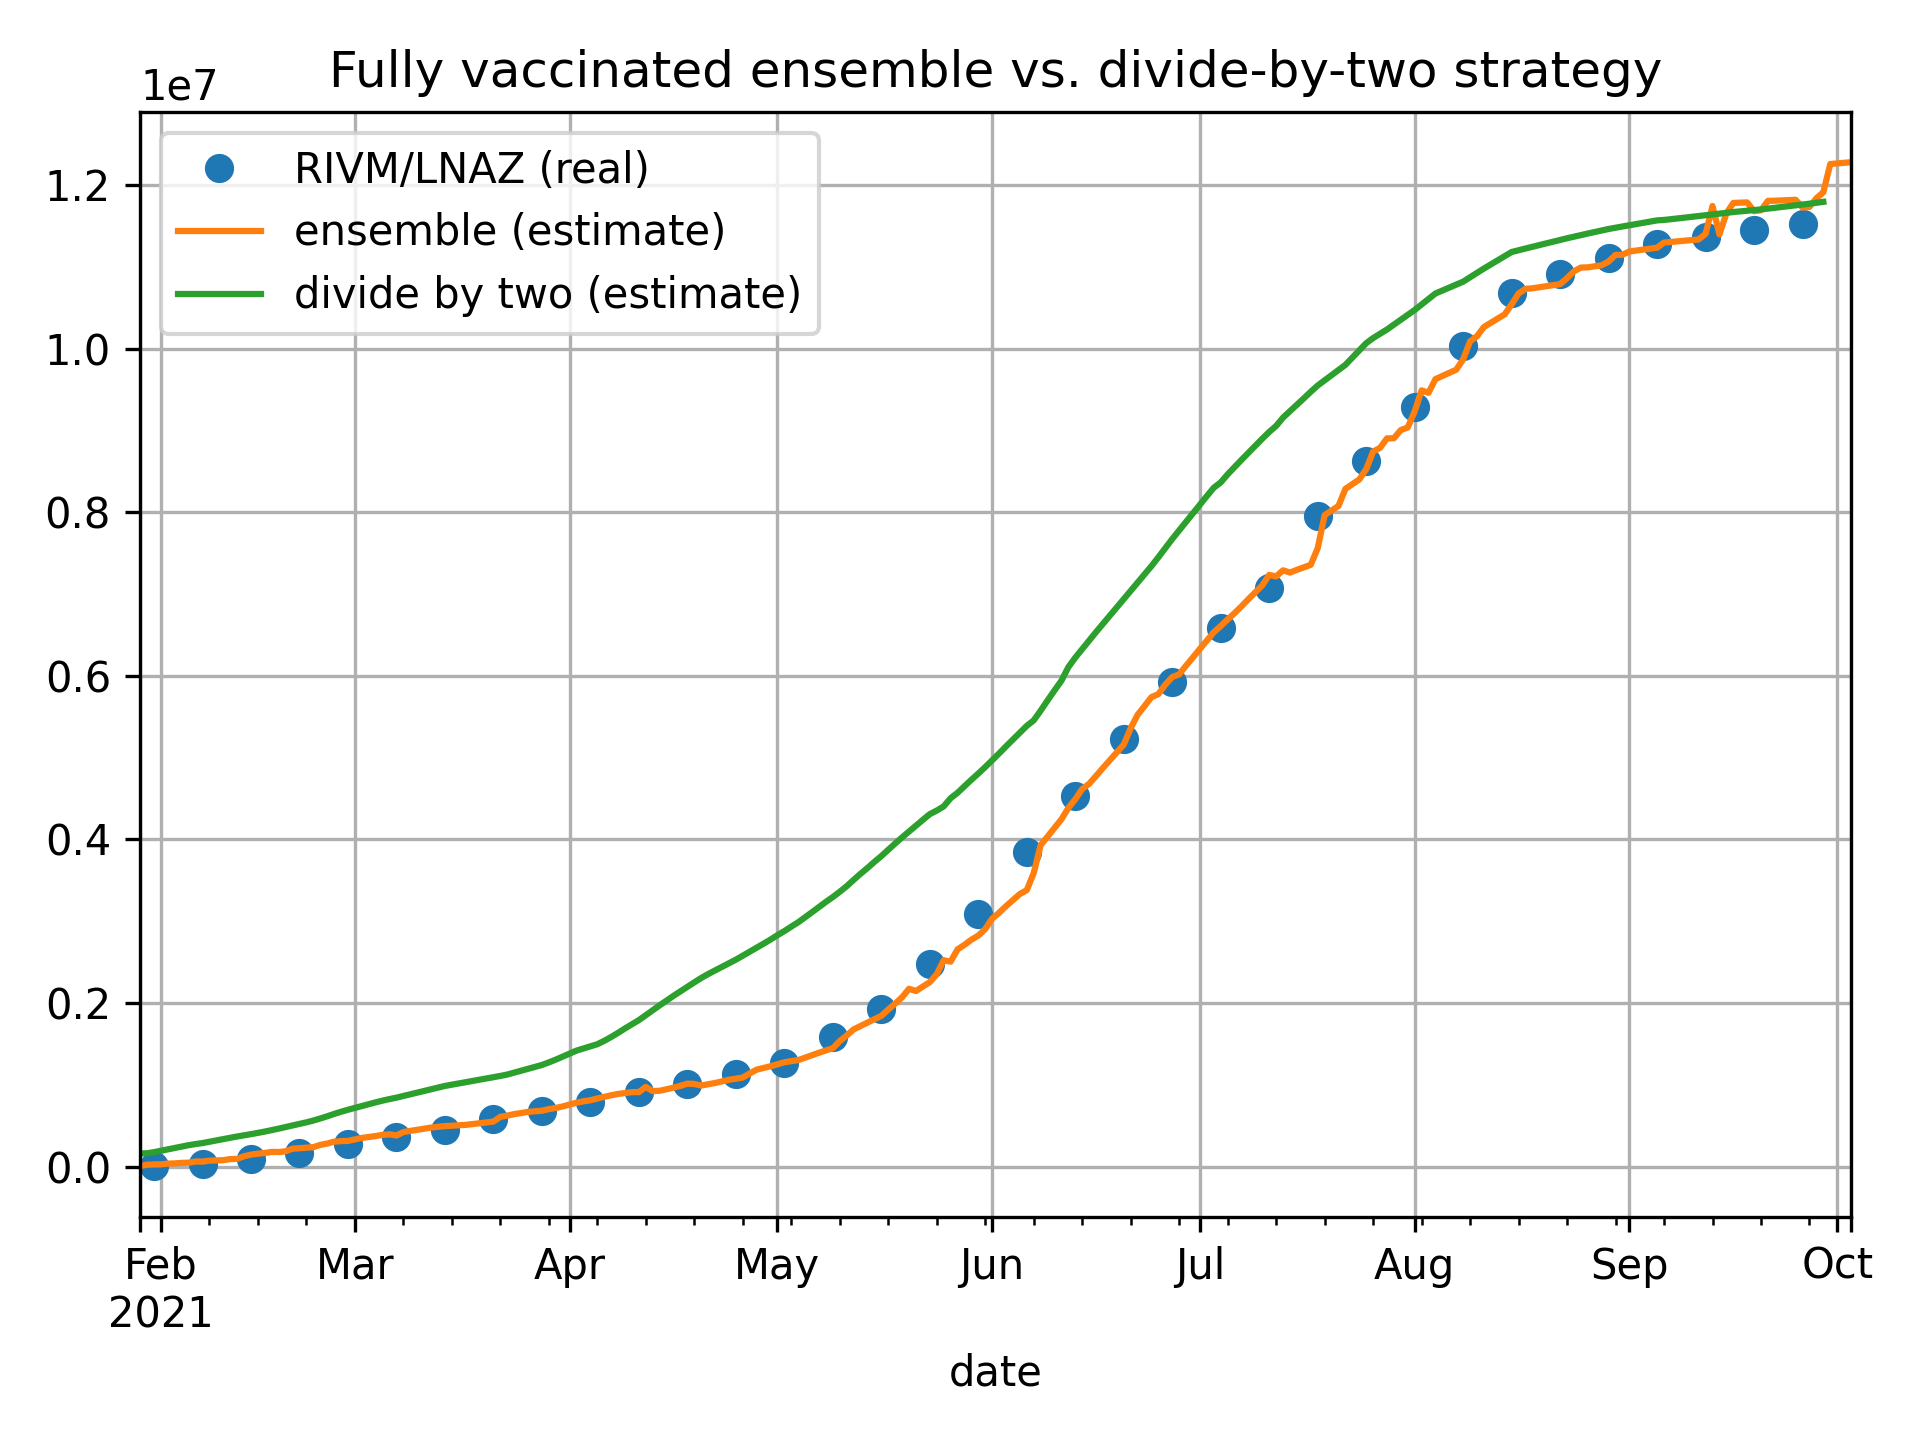 Fully vaccinated ensemble vs. divide-by-two strategy
1e7
RIVM/LNAZ (real)
ensemble (estimate)
divide by two (estimate)
1.2
1.0
0.8
0.6
0.4
0.2
0.0
Feb Mar Apr May Jun Jul Aug Sep Oct
2021
date